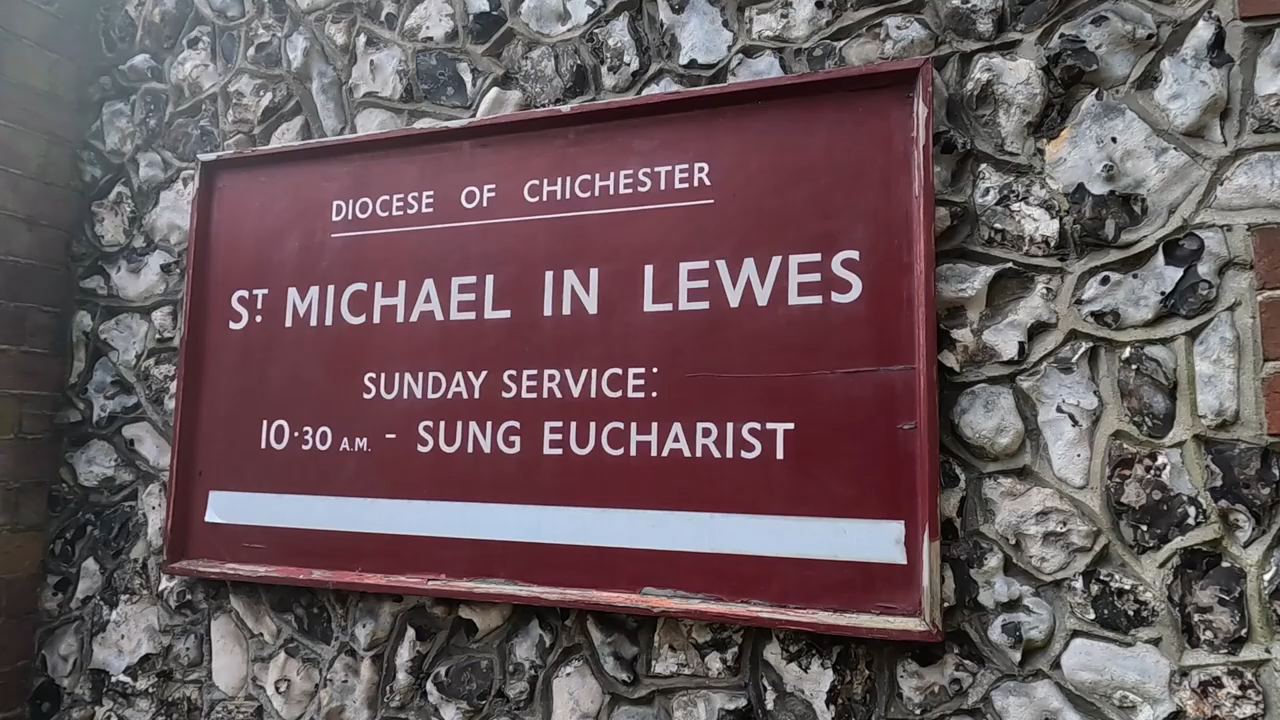 DIOCESE OF CHICHESTER
ST MICHAEL IN LEWES
SUNDAY SERVICE:
10·30 A.M. - SUNG EUCHARIST